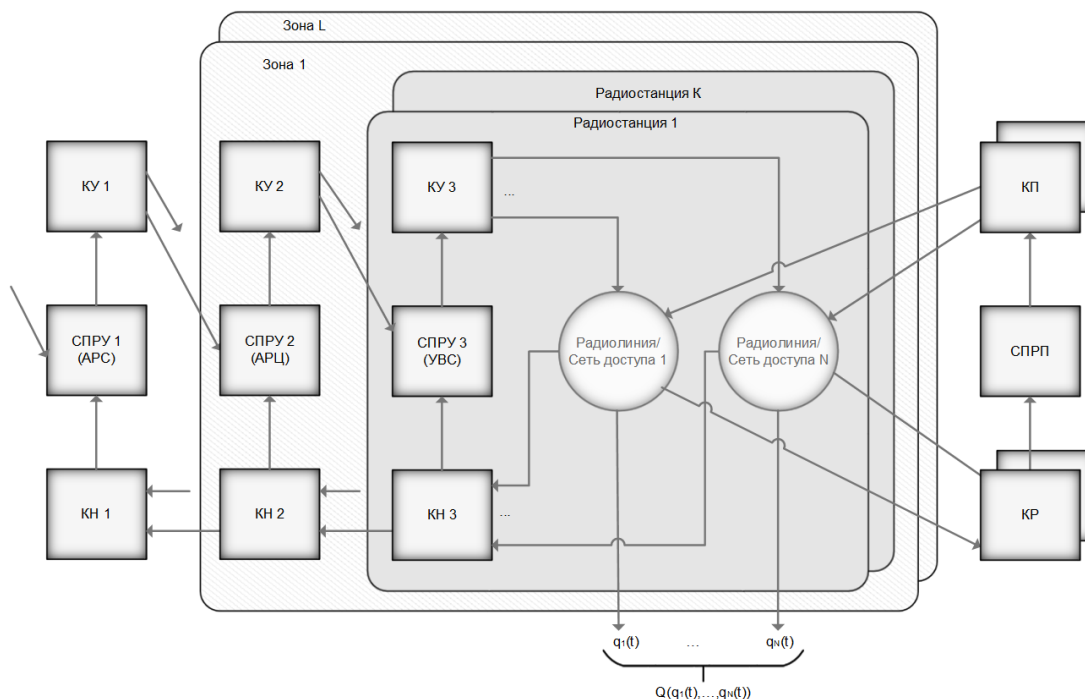 Зона L
Зона 1
Радиостанция К
Радиостанция 1
КУ 1
КУ 2
КУ 3
...
КП
СПРУ 1
(АРС)
СПРУ 2
(АРЦ)
СПРУ 3
(УВС)
Радиолиния/
Сеть доступа 1
Радиолиния/
Сеть доступа N
СПРП
КН 1
КН 2
КН 3
...
КР
q1(t)
...
qN(t)
Q(q1(t),...,qN(t))